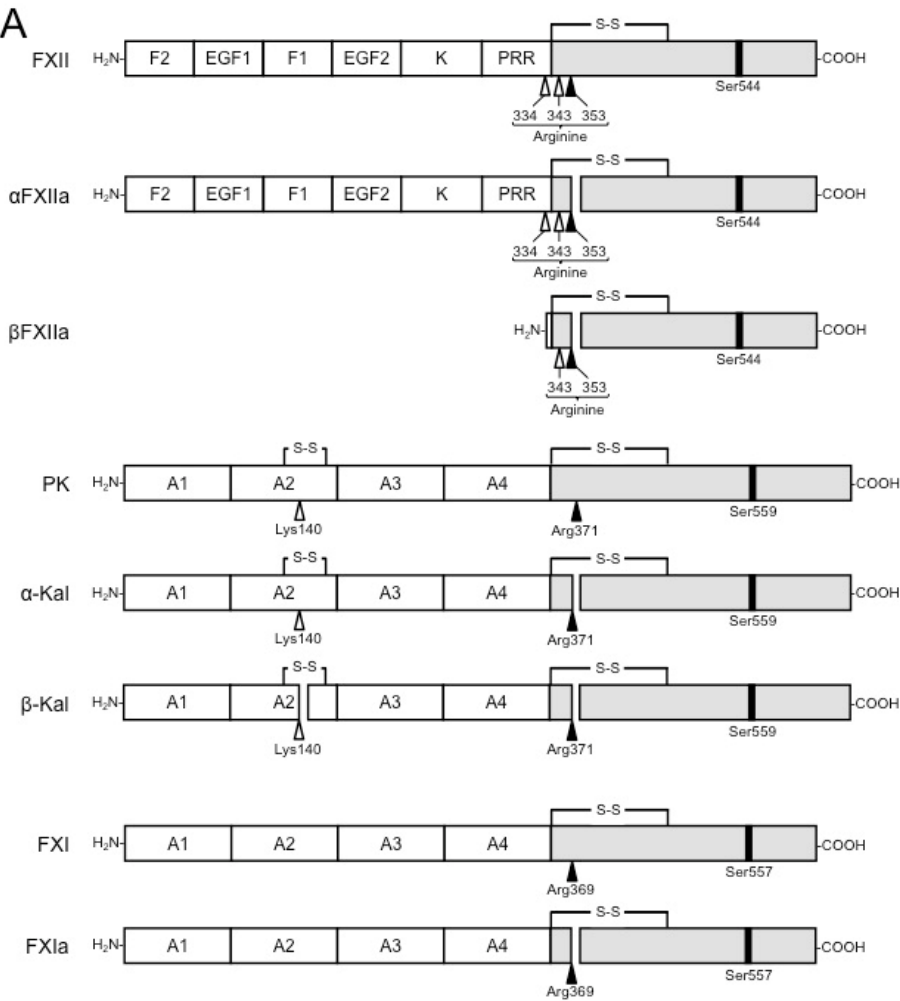 A
S-S
FXII H₂N- F2 EGF1 F1 EGF2 K PRR -COOH
Ser544
334 343 353
Arginine
S-S
αFXIIa H₂N- F2 EGF1 F1 EGF2 K PRR -COOH
Ser544
334 343 353
Arginine
S-S
βFXIIa H₂N- -COOH
Ser544
343 353
Arginine
S-S S-S
PK H₂N- A1 A2 A3 A4 -COOH
Lys140 Arg371 Ser559
S-S S-S
α-Kal H₂N- A1 A2 A3 A4 -COOH
Lys140 Arg371 Ser559
S-S S-S
β-Kal H₂N- A1 A2 A3 A4 -COOH
Lys140 Arg371 Ser559
S-S
FXI H₂N- A1 A2 A3 A4 -COOH
Arg369 Ser557
S-S
FXIa H₂N- A1 A2 A3 A4 -COOH
Arg369 Ser557